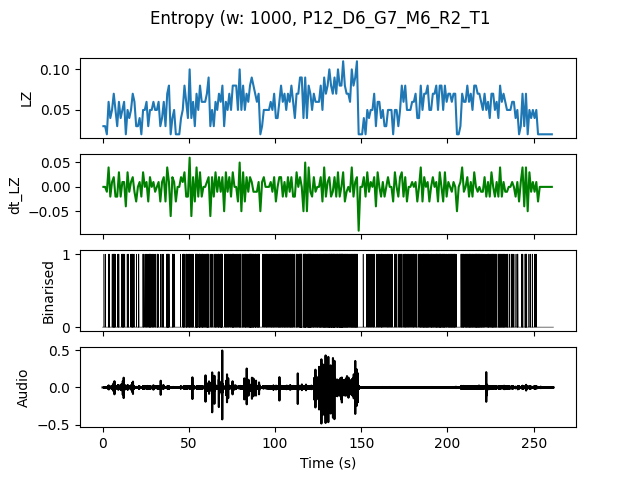 Entropy (w: 1000, P12_D6_G7_M6_R2_T1
0.10
0.05
LZ
0.05
0.00
−0.05
dt_LZ
1
0
Binarised
0.5
0.0
−0.5
Audio
0 50 100 150 200 250
Time (s)